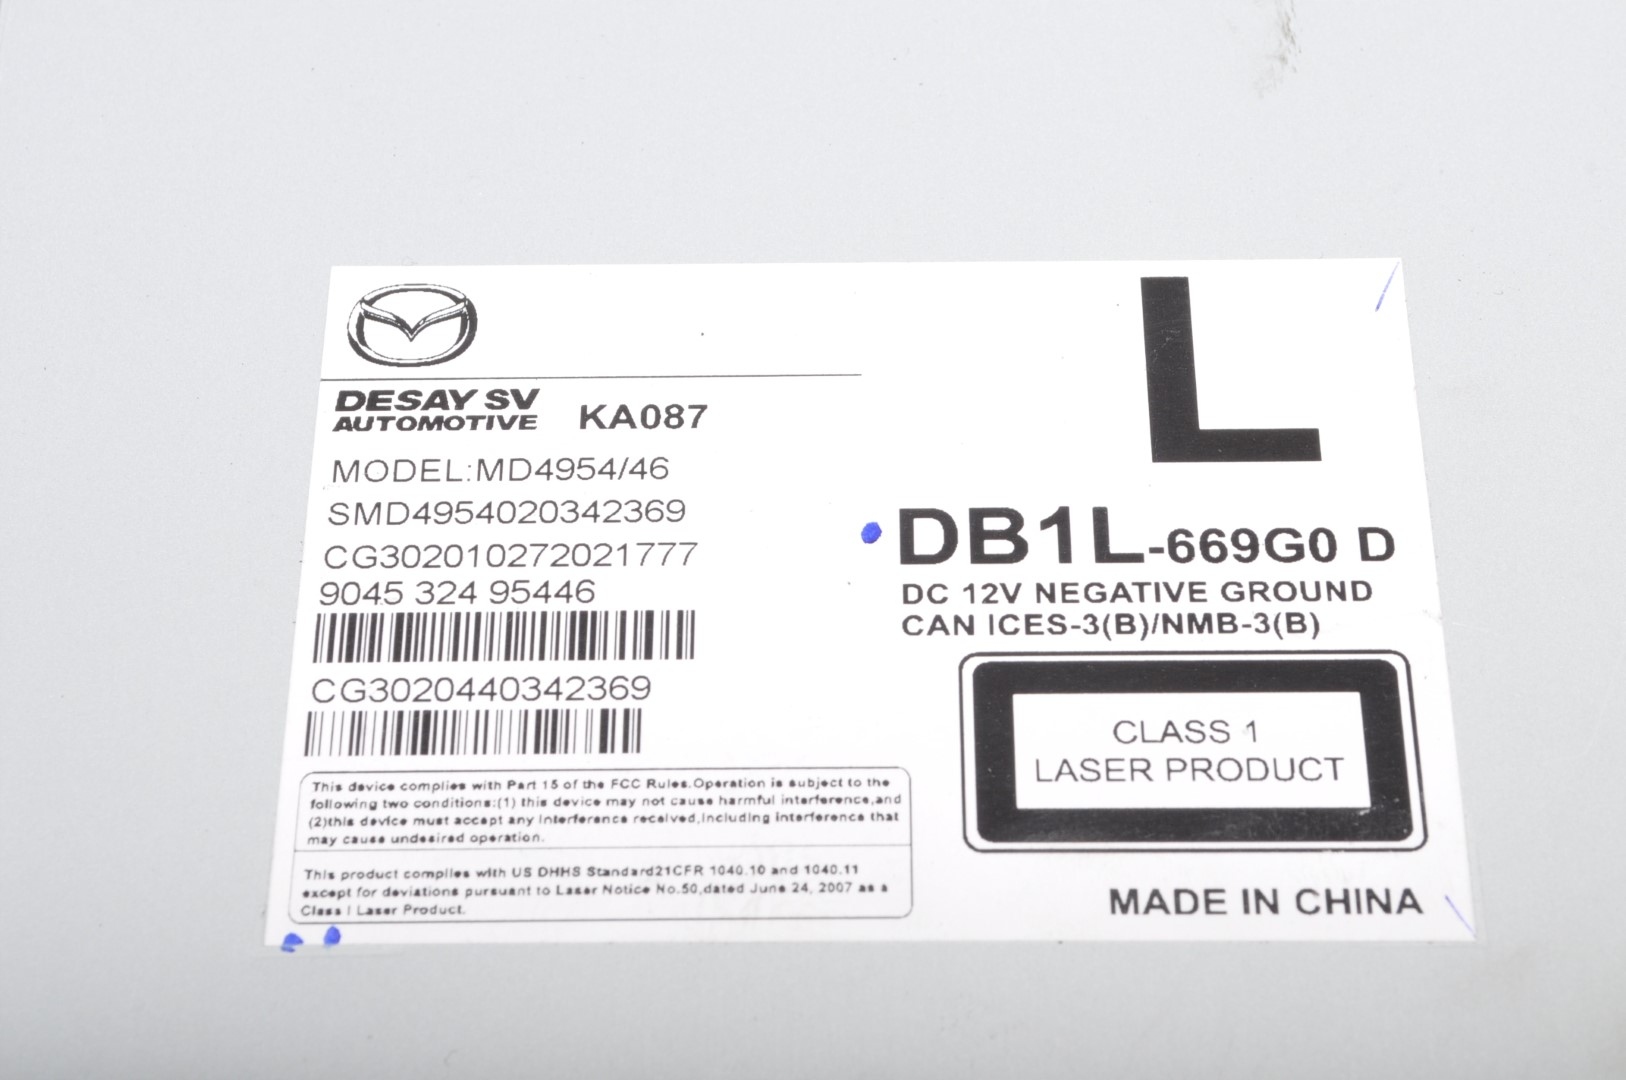 DESAY SV
AUTOMOTIVE KA087
MODEL:MD4954/46
SMD4954020342369
CG302010272021777
9045 324 95446
CG3020440342369
This device complies with Part 15 of the FCC Rules.Operation is subject to the
following two conditions:(1) this device may not cause harmful interference,and
(2)this device must accept any interference received,including interference that
may cause undesired operation.
This product complies with US DHHS Standard21CFR 1040.10 and 1040.11
except for deviations pursuant to Laser Notice No.50,dated June 24, 2007 as a
Class I Laser Product.
L
DB1L-669G0 D
DC 12V NEGATIVE GROUND
CAN ICES-3(B)/NMB-3(B)
CLASS 1
LASER PRODUCT
MADE IN CHINA